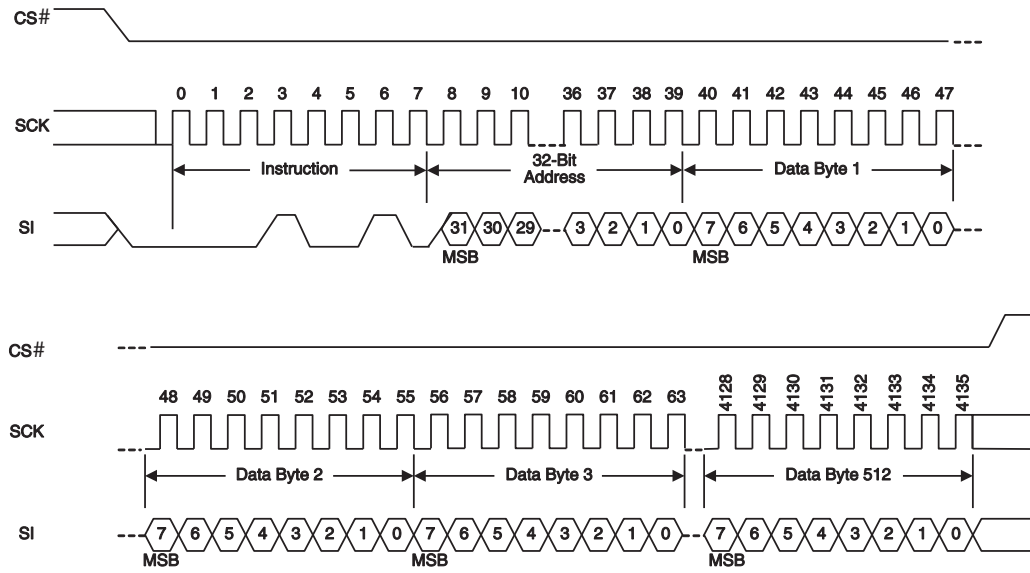 CS#
0 1 2 3 4 5 6 7 8 9 10 36 37 38 39 40 41 42 43 44 45 46 47
SCK
Instruction 32-Bit Address Data Byte 1
SI 31 30 29 3 2 1 0 7 6 5 4 3 2 1 0
MSB MSB
CS#
48 49 50 51 52 53 54 55 56 57 58 59 60 61 62 63 4128 4129 4130 4131 4132 4133 4134 4135
SCK
Data Byte 2 Data Byte 3 Data Byte 512
SI 7 6 5 4 3 2 1 0 7 6 5 4 3 2 1 0 7 6 5 4 3 2 1 0
MSB MSB MSB